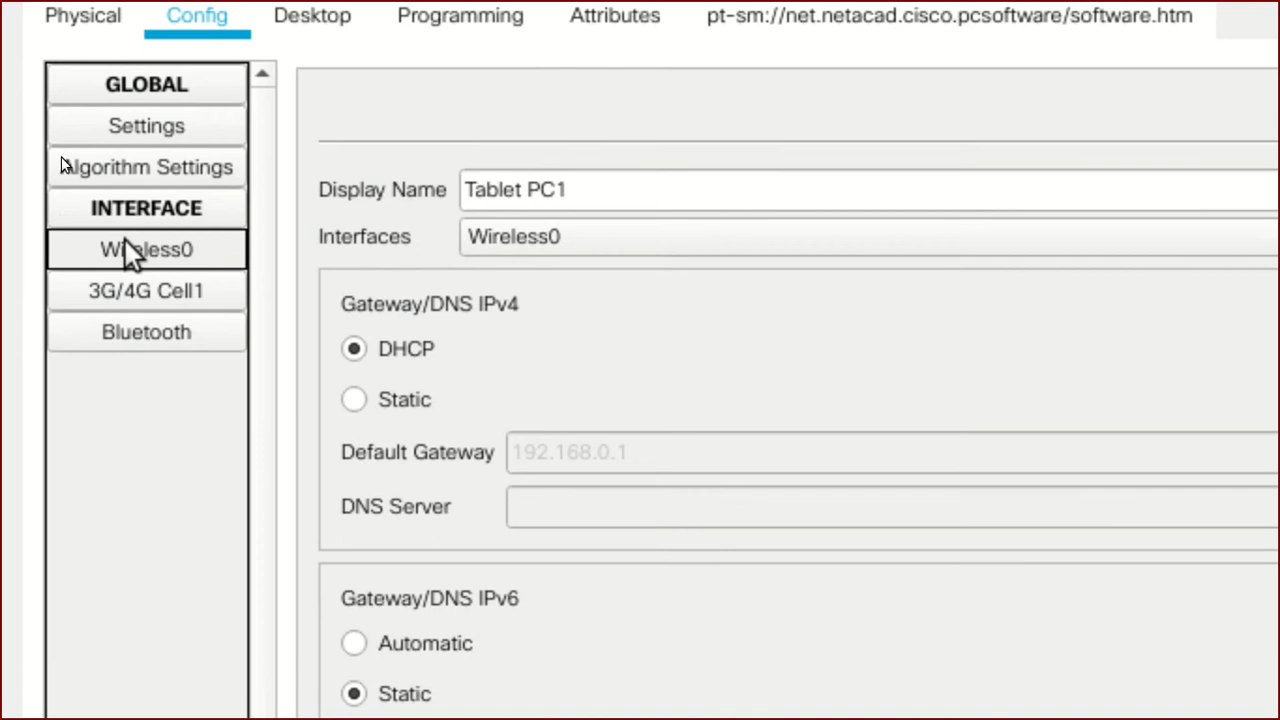 Physical Config Desktop Programming Attributes pt-sm://net.netacad.cisco.pcsoftware/software.htm
GLOBAL
Settings
Algorithm Settings
INTERFACE
Wireless0
3G/4G Cell1
Bluetooth
Display Name Tablet PC1
Interfaces Wireless0
Gateway/DNS IPv4
DHCP
Static
Default Gateway 192.168.0.1
DNS Server
Gateway/DNS IPv6
Automatic
Static